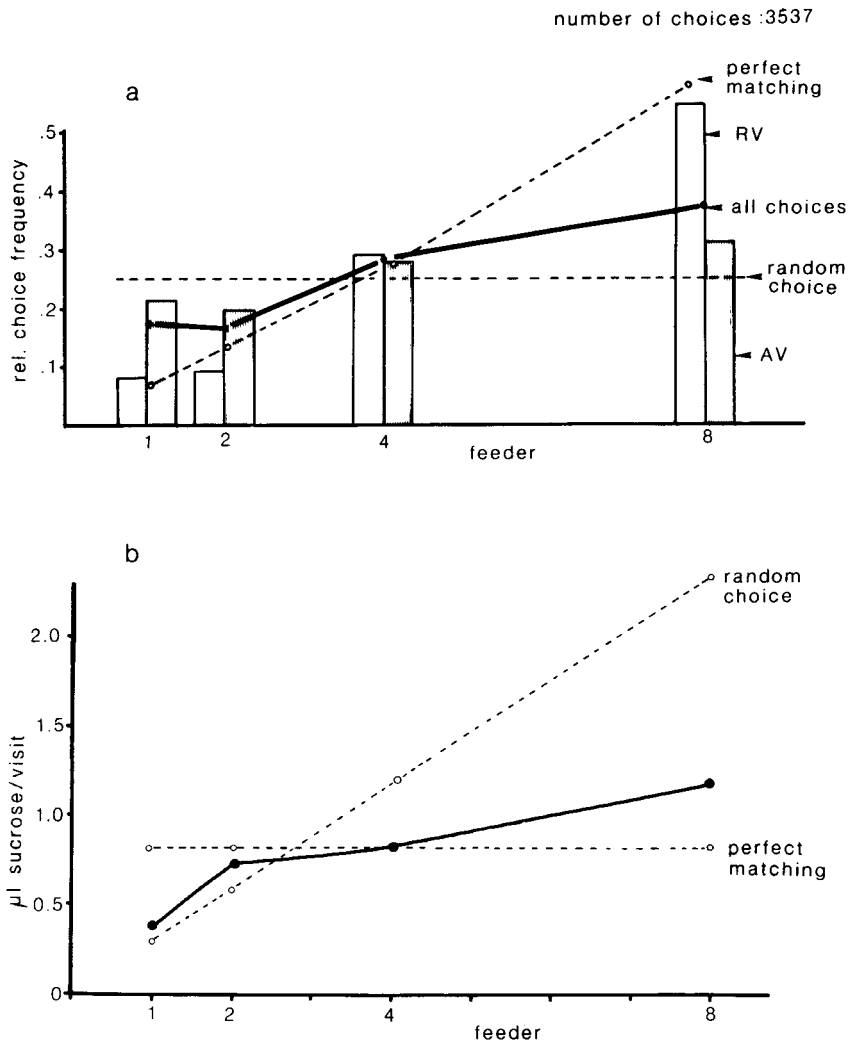 number of choices :3537
a
perfect
matching
RV
all choices
random
choice
AV
rel. choice frequency
.5
.4
.3
.2
.1
1 2 4 8
feeder
b
random
choice
perfect
matching
µl sucrose/visit
2.0
1.5
1.0
0.5
0
1 2 4 8
feeder